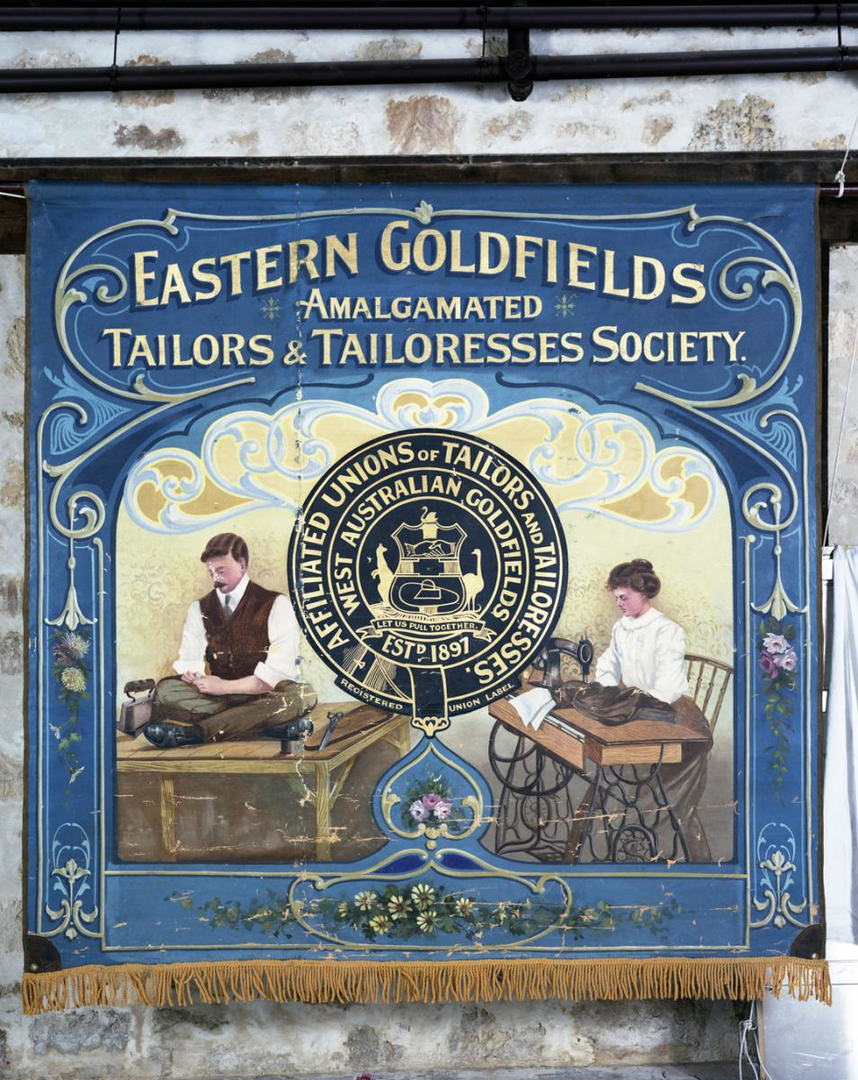 EASTERN GOLDFIELDS
AMALGAMATED
TAILORS & TAILORESSES SOCIETY.
AFFILIATED UNIONS OF TAILORS AND TAILORESSES.
WEST AUSTRALIAN GOLDFIELDS
LET US PULL TOGETHER.
ESTD 1897
REGISTERED UNION LABEL